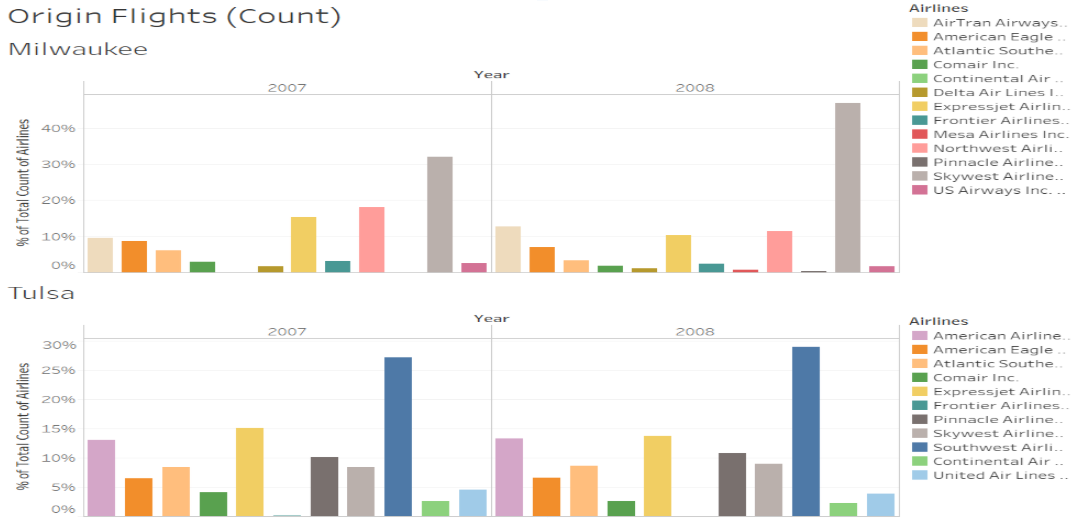 Origin Flights (Count)
Milwaukee
Year
2007 2008
% of Total Count of Airlines
40%
30%
20%
10%
0%
Airlines
AirTran Airways..
American Eagle ..
Atlantic Southe..
Comair Inc.
Continental Air ..
Delta Air Lines I..
Expressjet Airlin..
Frontier Airlines..
Mesa Airlines Inc.
Northwest Airli..
Pinnacle Airline..
Skywest Airline..
US Airways Inc. ..
Tulsa
Year
2007 2008
% of Total Count of Airlines
30%
25%
20%
15%
10%
5%
0%
Airlines
American Airline..
American Eagle ..
Atlantic Southe..
Comair Inc.
Expressjet Airlin..
Frontier Airlines..
Pinnacle Airline..
Skywest Airline..
Southwest Airli..
Continental Air ..
United Air Lines ..